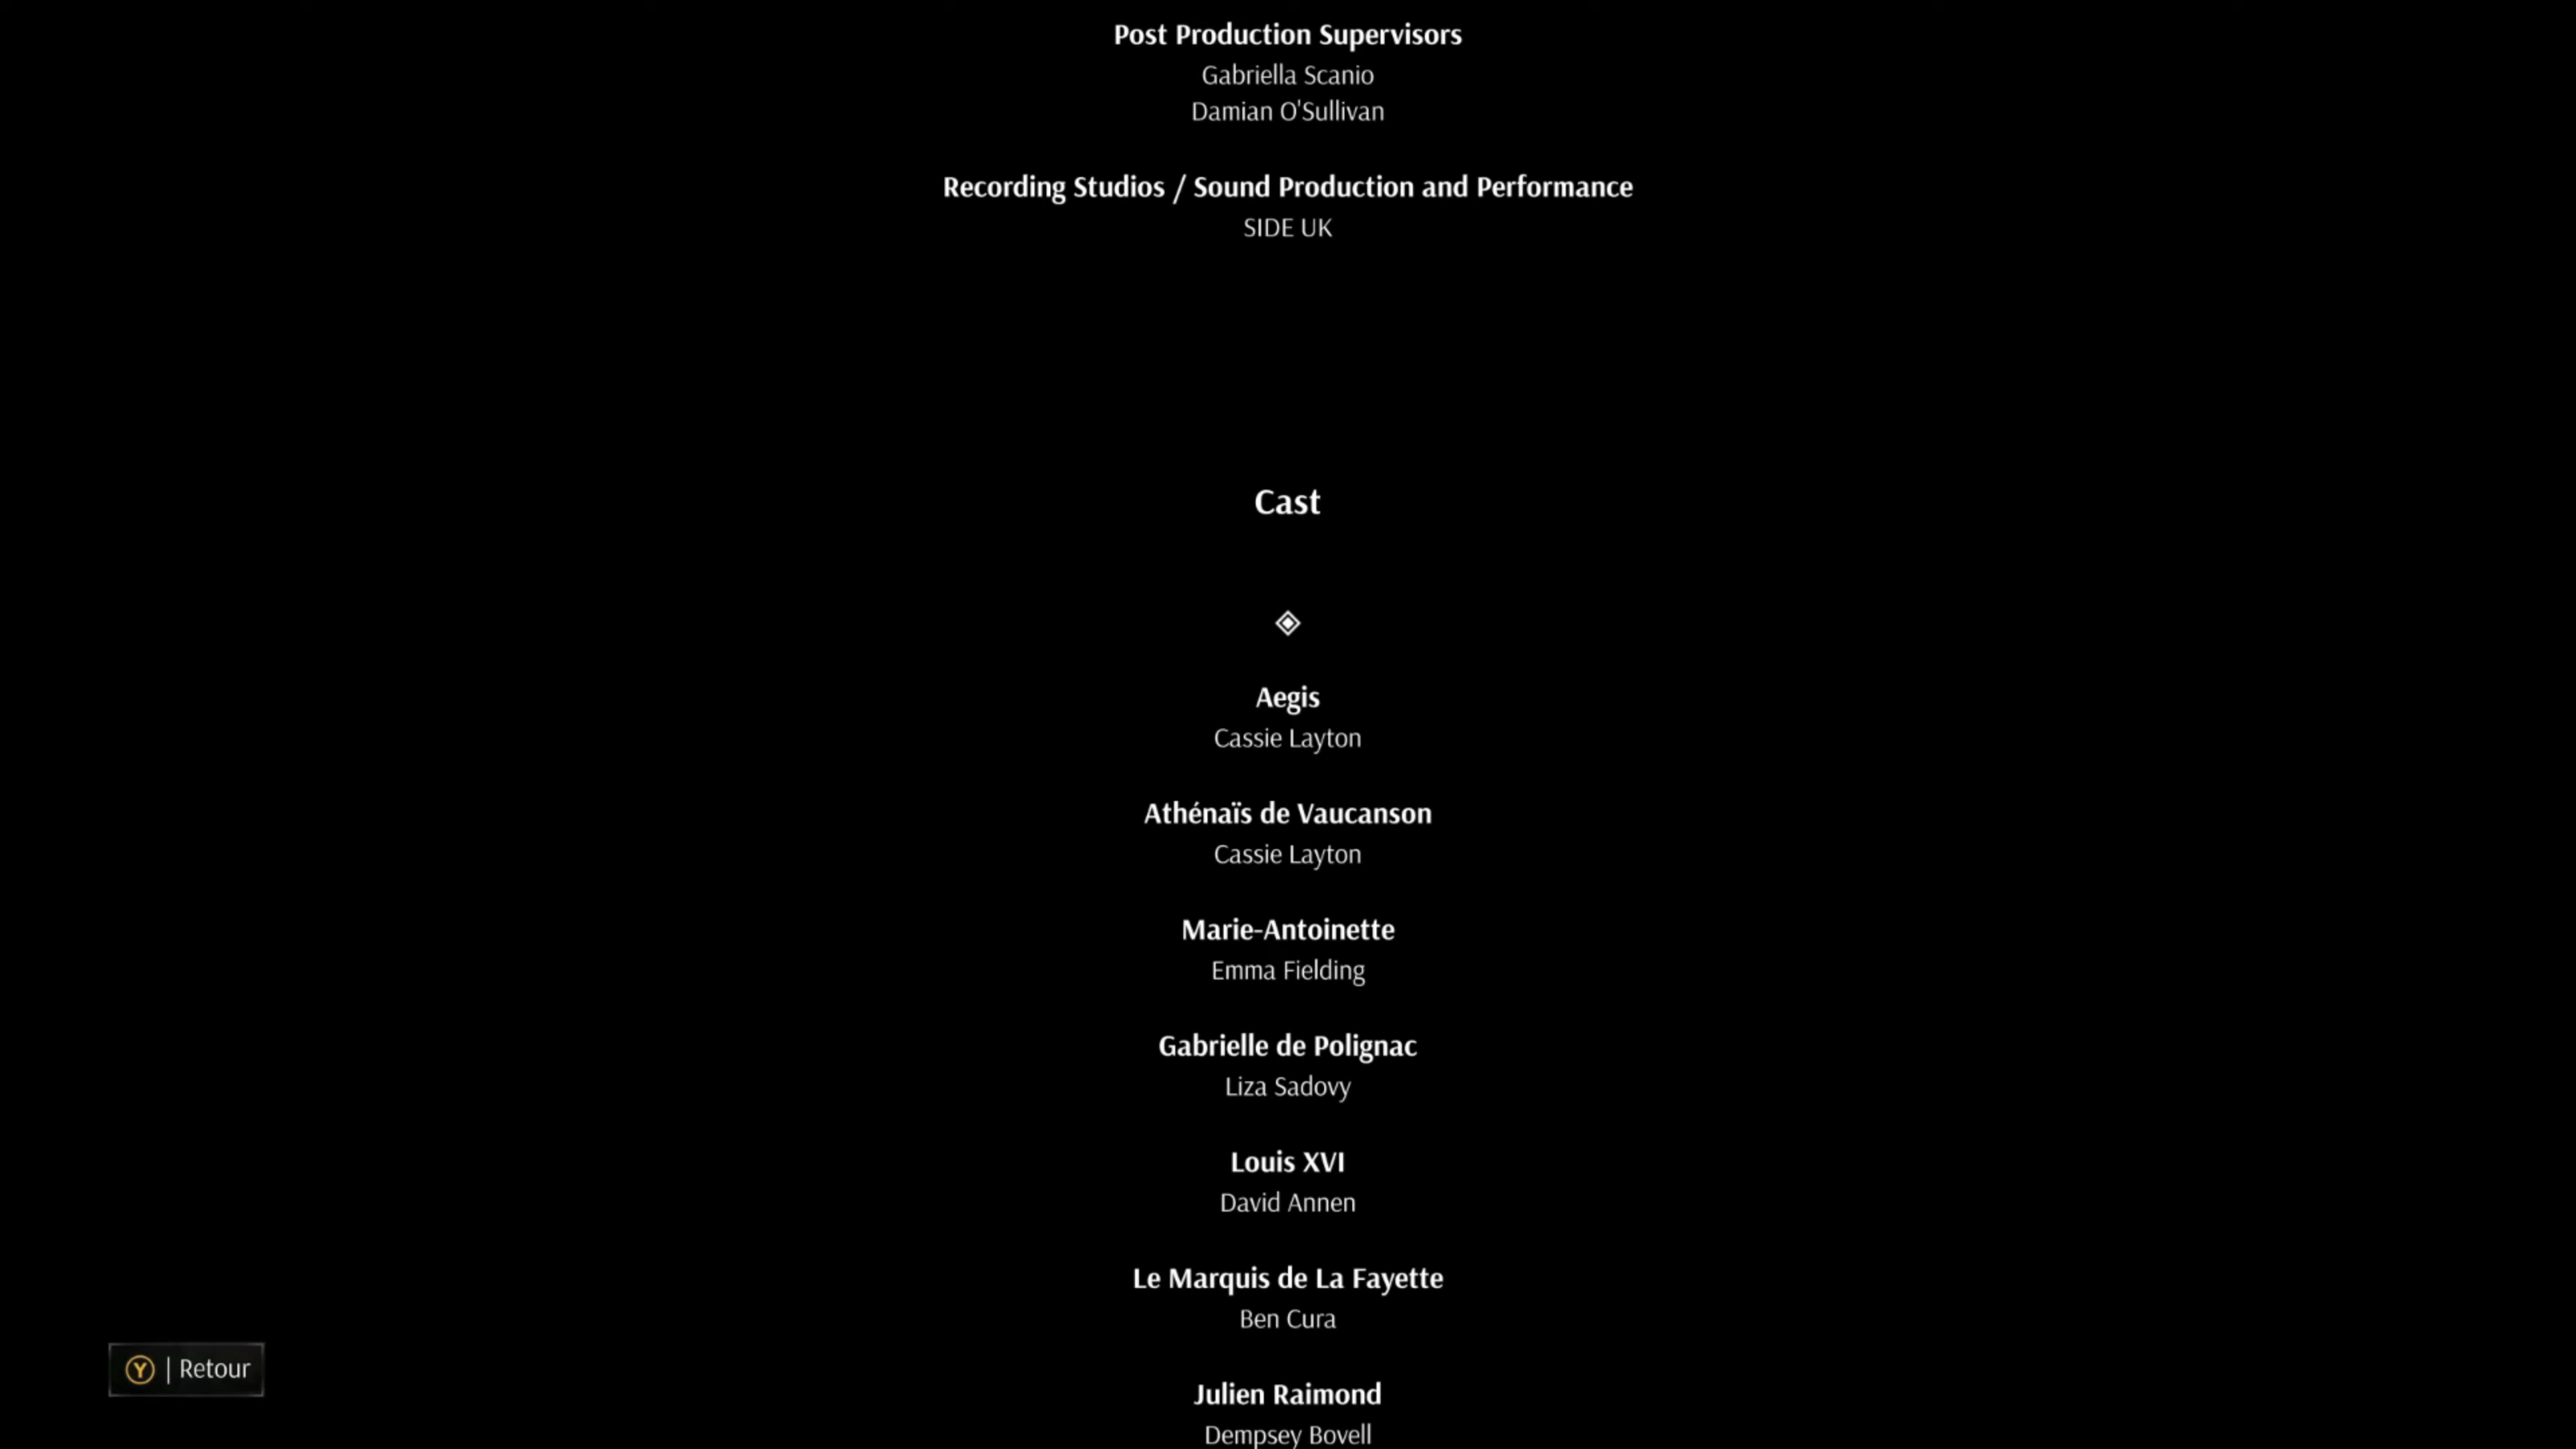 Post Production Supervisors
Gabriella Scanio
Damian O'Sullivan
Recording Studios / Sound Production and Performance
SIDE UK
Cast
Aegis
Cassie Layton
Athénaïs de Vaucanson
Cassie Layton
Marie-Antoinette
Emma Fielding
Gabrielle de Polignac
Liza Sadovy
Louis XVI
David Annen
Le Marquis de La Fayette
Ben Cura
Julien Raimond
Dempsey Bovell
Y | Retour